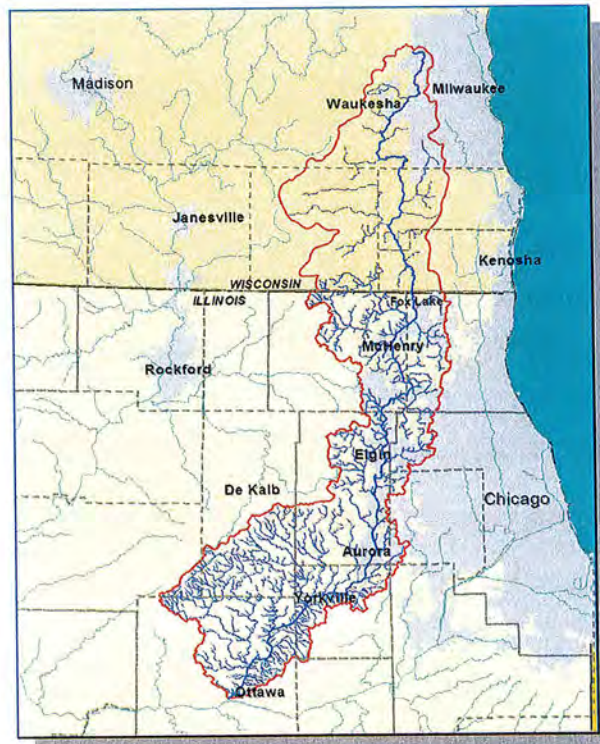 Madison
Milwaukee
Waukesha
Janesville
Kenosha
WISCONSIN
ILLINOIS
Fox Lake
McHenry
Rockford
Elgin
De Kalb
Chicago
Aurora
Yorkville
Ottawa